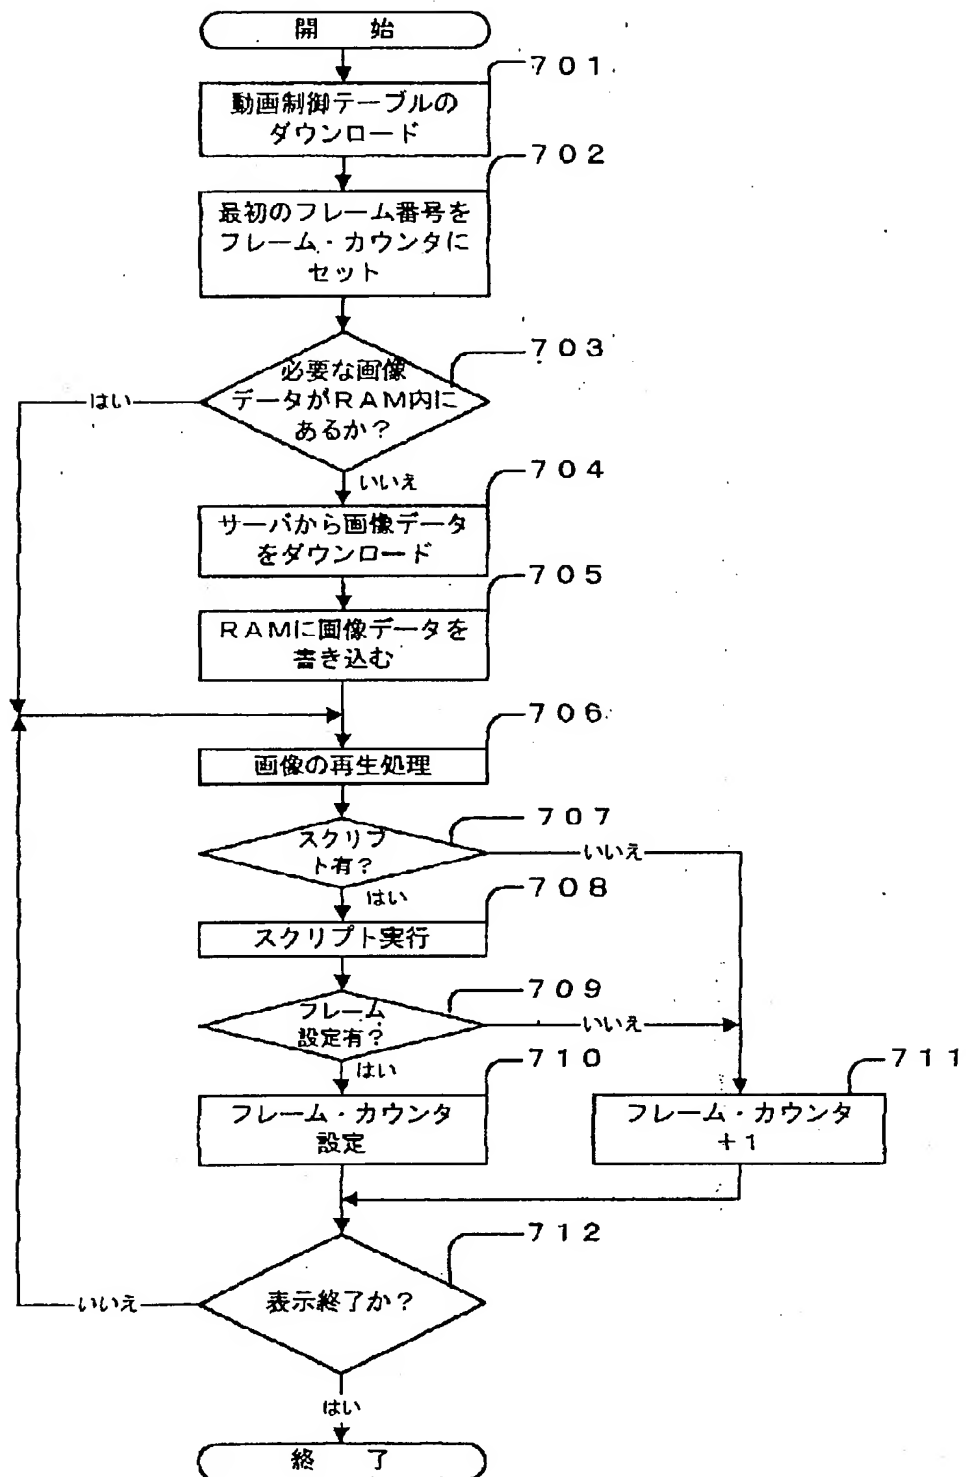 開 始
701
動画制御テーブルの
ダウンロード
702
最初のフレーム番号を
フレーム・カウンタに
セット
703
必要な画像
データがRAM内に
あるか？
はい
いいえ
704
サーバから画像データ
をダウンロード
705
RAMに画像データを
書き込む
706
画像の再生処理
707
スクリプ
ト有？
いいえ
はい
708
スクリプト実行
709
フレーム
設定有？
いいえ
はい
710
フレーム・カウンタ
設定
711
フレーム・カウンタ
＋1
712
表示終了か？
いいえ
はい
終 了